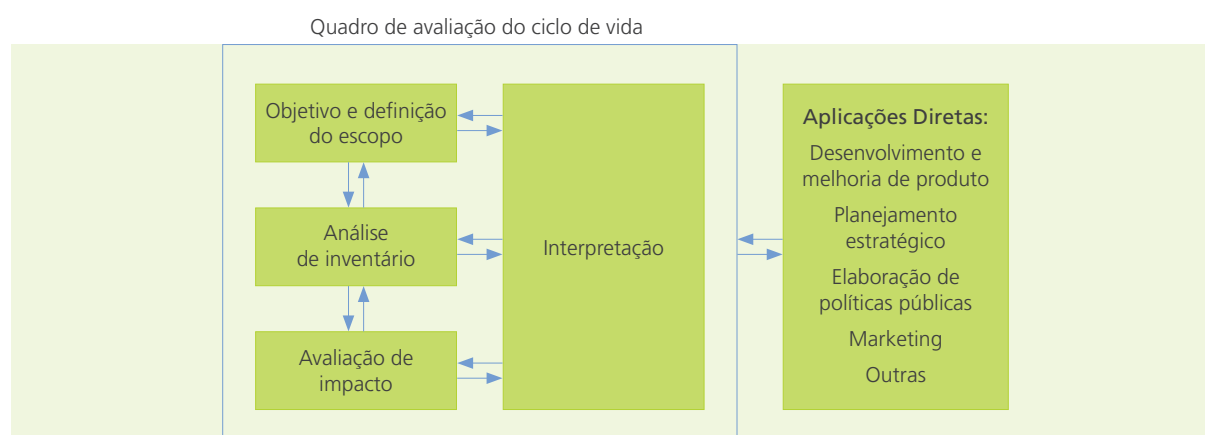 Quadro de avaliação do ciclo de vida
Objetivo e definição
do escopo
Análise
de inventário
Avaliação de
impacto
Interpretação
Aplicações Diretas:
Desenvolvimento e
melhoria de produto
Planejamento
estratégico
Elaboração de
políticas públicas
Marketing
Outras